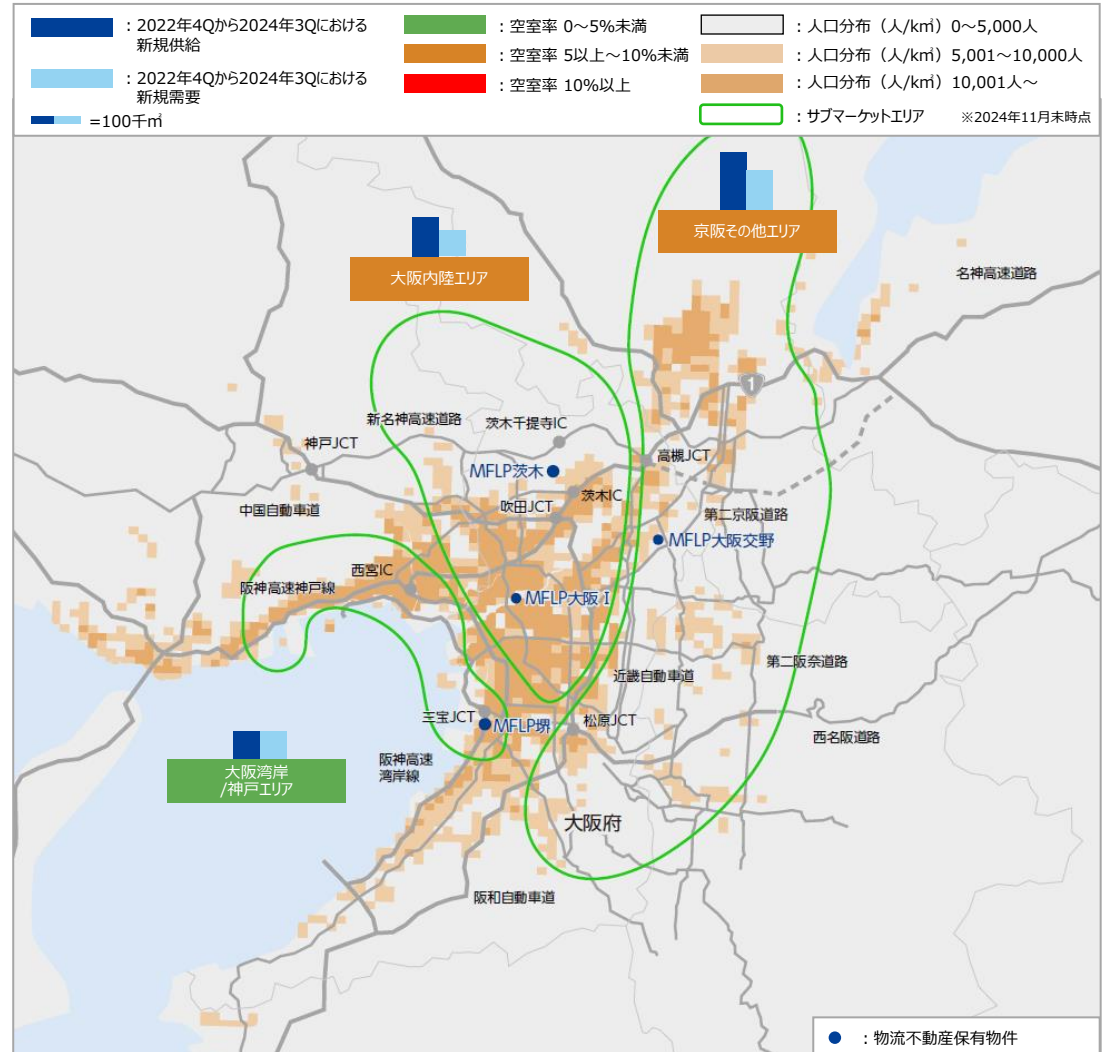 ：2022年4Qから2024年3Qにおける
新規供給
：2022年4Qから2024年3Qにおける
新規需要
=100千㎡
：空室率 0～5%未満
：空室率 5以上～10%未満
：空室率 10%以上
：人口分布（人/k㎡）0～5,000人
：人口分布（人/k㎡）5,001～10,000人
：人口分布（人/k㎡）10,001人～
：サブマーケットエリア
※2024年11月末時点
京阪その他エリア
大阪内陸エリア
名神高速道路
1
新名神高速道路
茨木千提寺IC
神戸JCT
高槻JCT
MFLP茨木
茨木IC
吹田JCT
中国自動車道
第二京阪道路
MFLP大阪交野
西宮IC
阪神高速神戸線
MFLP大阪Ⅰ
第二阪奈道路
近畿自動車道
三宝JCT
MFLP堺
松原JCT
西名阪道路
阪神高速
湾岸線
大阪湾岸
/神戸エリア
大阪府
阪和自動車道
：物流不動産保有物件